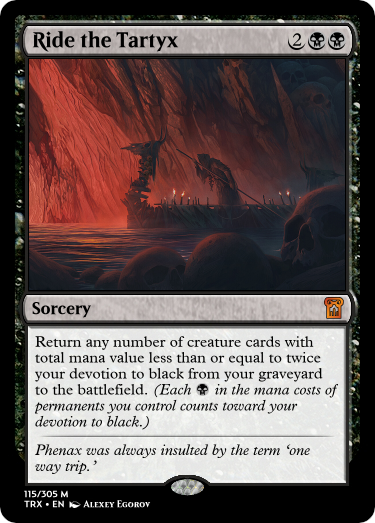 Ride the Tartyx 2
Sorcery
Return any number of creature cards with
total mana value less than or equal to twice
your devotion to black from your graveyard
to the battlefield. (Each in the mana costs of
permanents you control counts toward your
devotion to black.)
Phenax was always insulted by the term ‘one
way trip.’
115/305 M
TRX • EN Alexey Egorov